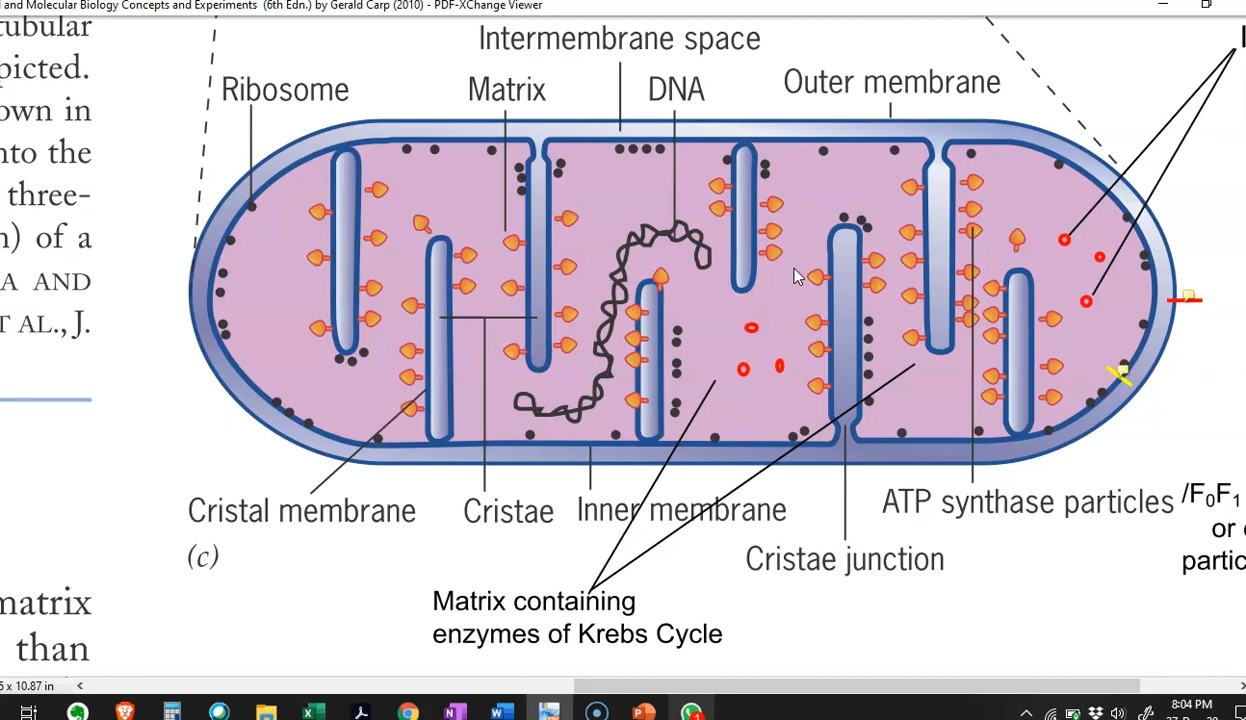 l and Molecular Biology Concepts and Experiments (6th Edn.) by Gerald Carp (2010) - PDF-XChange Viewer
tubular
picted.
own in
nto the
three-
n) of a
A AND
T AL., J.
matrix
than
Intermembrane space
Ribosome
Matrix
DNA
Outer membrane
Cristal membrane
Cristae
Inner membrane
ATP synthase particles
/F₀F₁
or
partic
Cristae junction
(c)
Matrix containing
enzymes of Krebs Cycle
5 x 10.87 in
8:04 PM